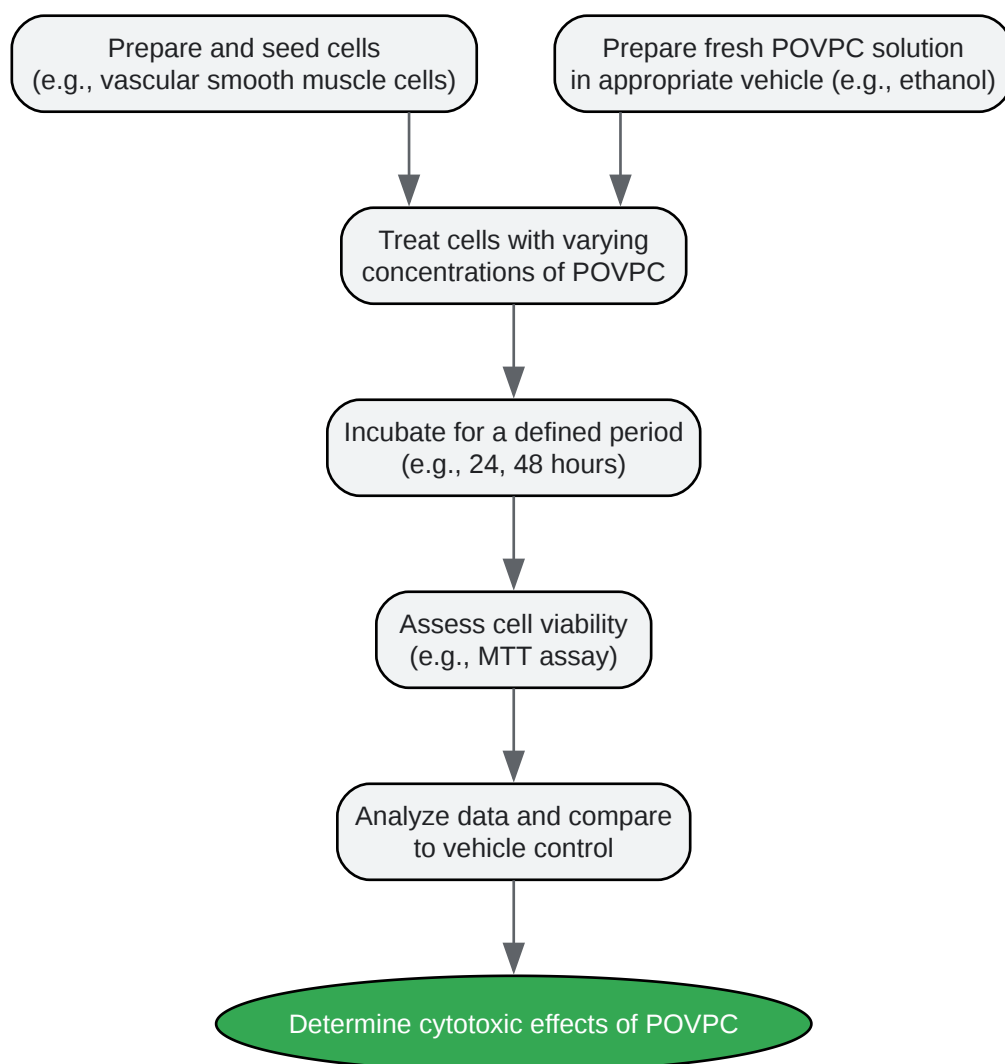 Prepare and seed cells
(e.g., vascular smooth muscle cells)
Prepare fresh POVPC solution
in appropriate vehicle (e.g., ethanol)
Treat cells with varying
concentrations of POVPC
Incubate for a defined period
(e.g., 24, 48 hours)
Assess cell viability
(e.g., MTT assay)
Analyze data and compare
to vehicle control
Determine cytotoxic effects of POVPC